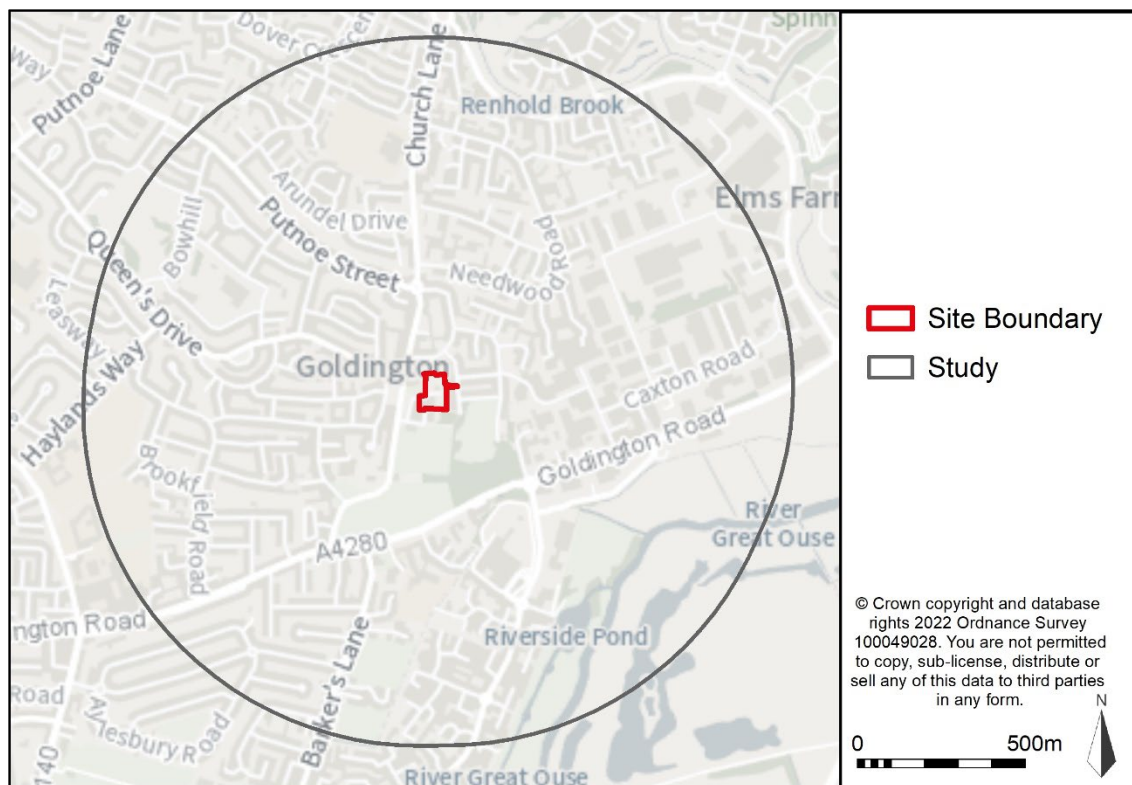 Dover Crescent
Spinn
Way
Putnoe Lane
Church Lane
Renhold Brook
Elms Farr
Arundel Drive
Putnoe Street
Bowhill
Queen's Drive
Leasway
Needwood Road
Haylands Way
Goldington
Caxton Road
Goldington Road
Brookfield Road
A4280
River
Great Ouse
ngton Road
Riverside Pond
Road
Barker's Lane
Aylesbury Road
140
River Great Ouse
Site Boundary
Study
© Crown copyright and database
rights 2022 Ordnance Survey
100049028. You are not permitted
to copy, sub-license, distribute or
sell any of this data to third parties
in any form.
N
0 500m